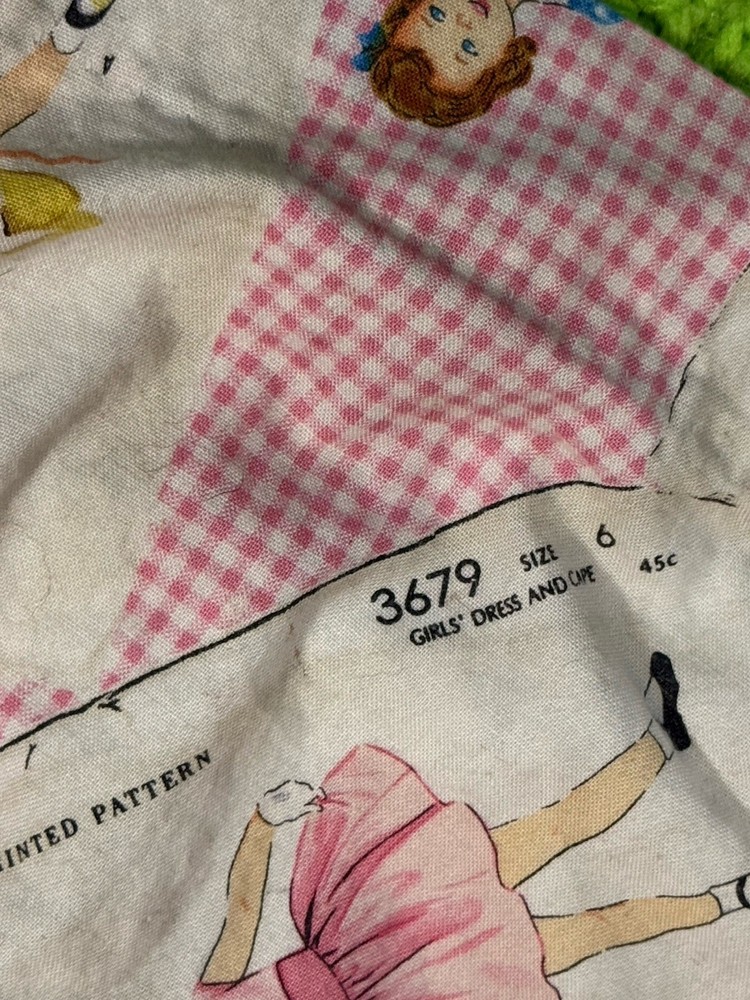 3679 SIZE 6 45c
GIRLS' DRESS AND CAPE
INTED PATTERN